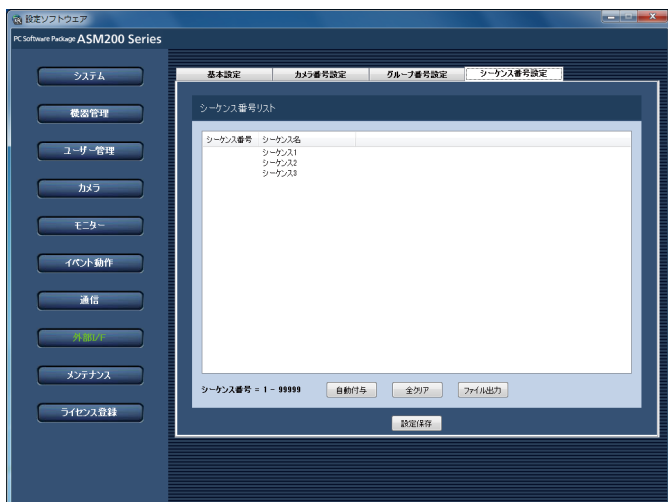 設定ソフトウェア
PC Software Package ASM200 Series
システム
機器管理
ユーザー管理
カメラ
モニター
イベント動作
通信
外部I/F
メンテナンス
ライセンス登録
基本設定 カメラ番号設定 グループ番号設定 シーケンス番号設定
シーケンス番号リスト
シーケンス番号 シーケンス名
シーケンス1
シーケンス2
シーケンス3
シーケンス番号 = 1 - 99999 自動付与 全クリア ファイル出力
設定保存